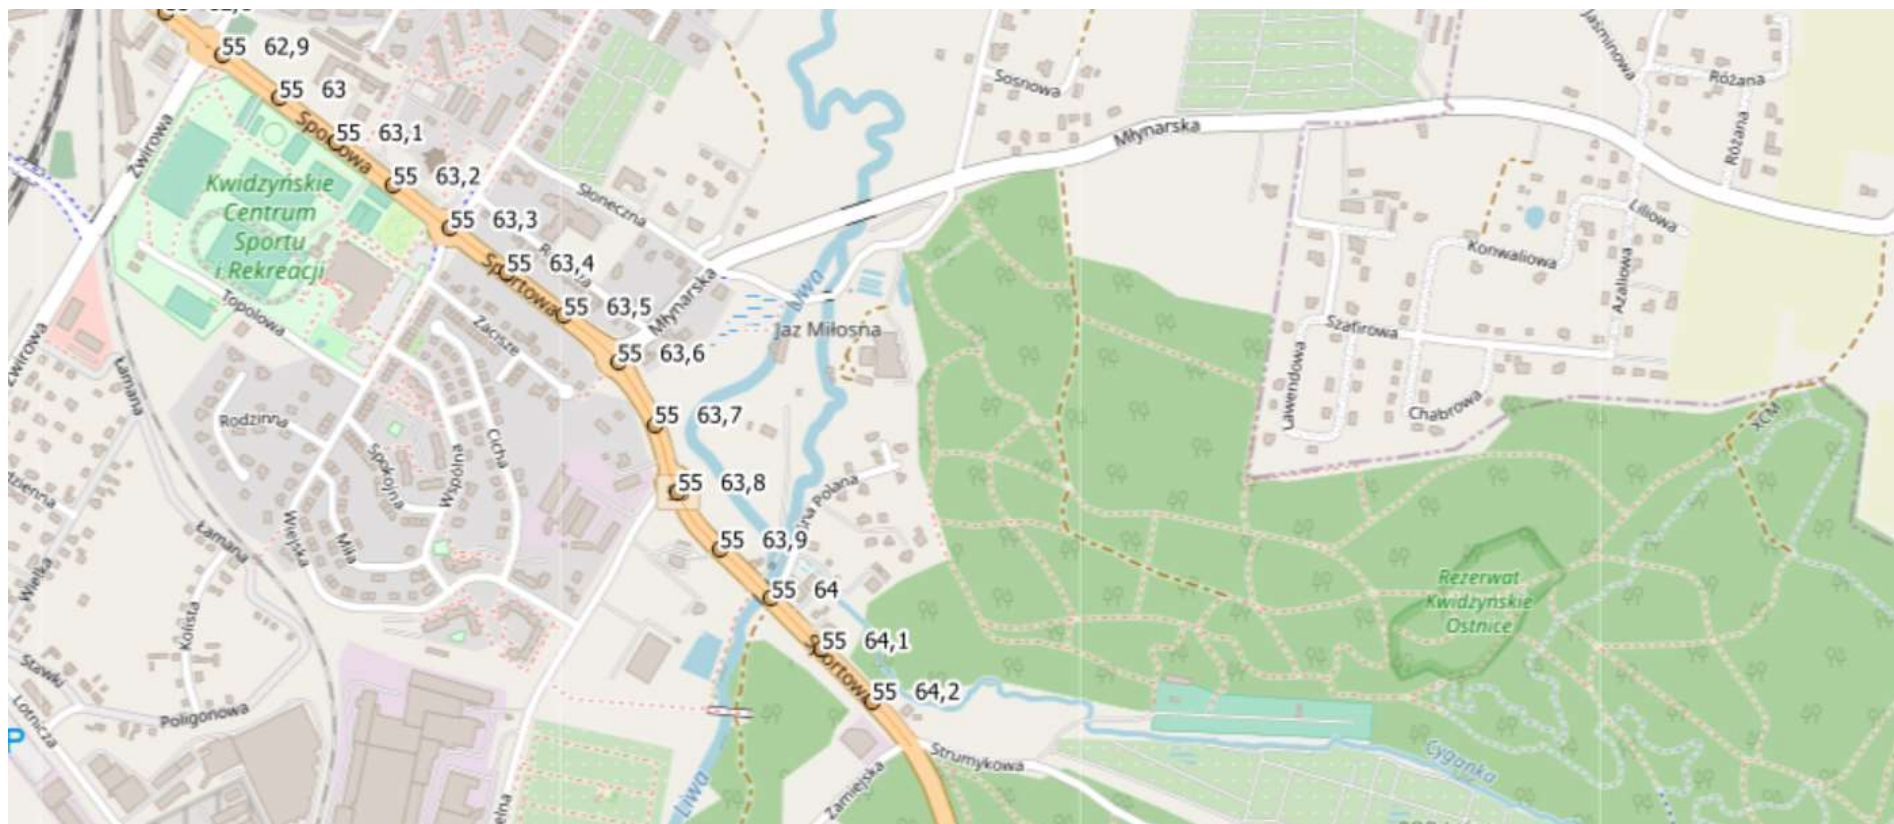 55 62,9
55 63
55 63,1
55 63,2
55 63,3
55 63,4
55 63,5
55 63,6
55 63,7
55 63,8
55 63,9
55 64
55 64,1
55 64,2
Sportowa
Sportowa
Sportowa
Żwirowa
Żwirowa
Kwidzyńskie
Centrum
Sportu
i Rekreacji
Topolowa
Słoneczna
Zacisze
Młynarska
Młynarska
Sosnowa
Jaśminowa
Różana
Różana
Liliowa
Konwaliowa
Azaliowa
Szafirowa
Lawendowa
Chabrowa
XCM
Liwa
Jaz Miłosna
Łamana
Łamana
Rodzinna
Spokojna
Wspólna
Cicha
Wiejska
Miła
Wielka
Kolista
Stawki
Poligonowa
Lotnicza
P
Polana
Rezerwat
Kwidzyńskie
Ostnice
Strumykowa
Zamiejska
Liwa
Cyganka